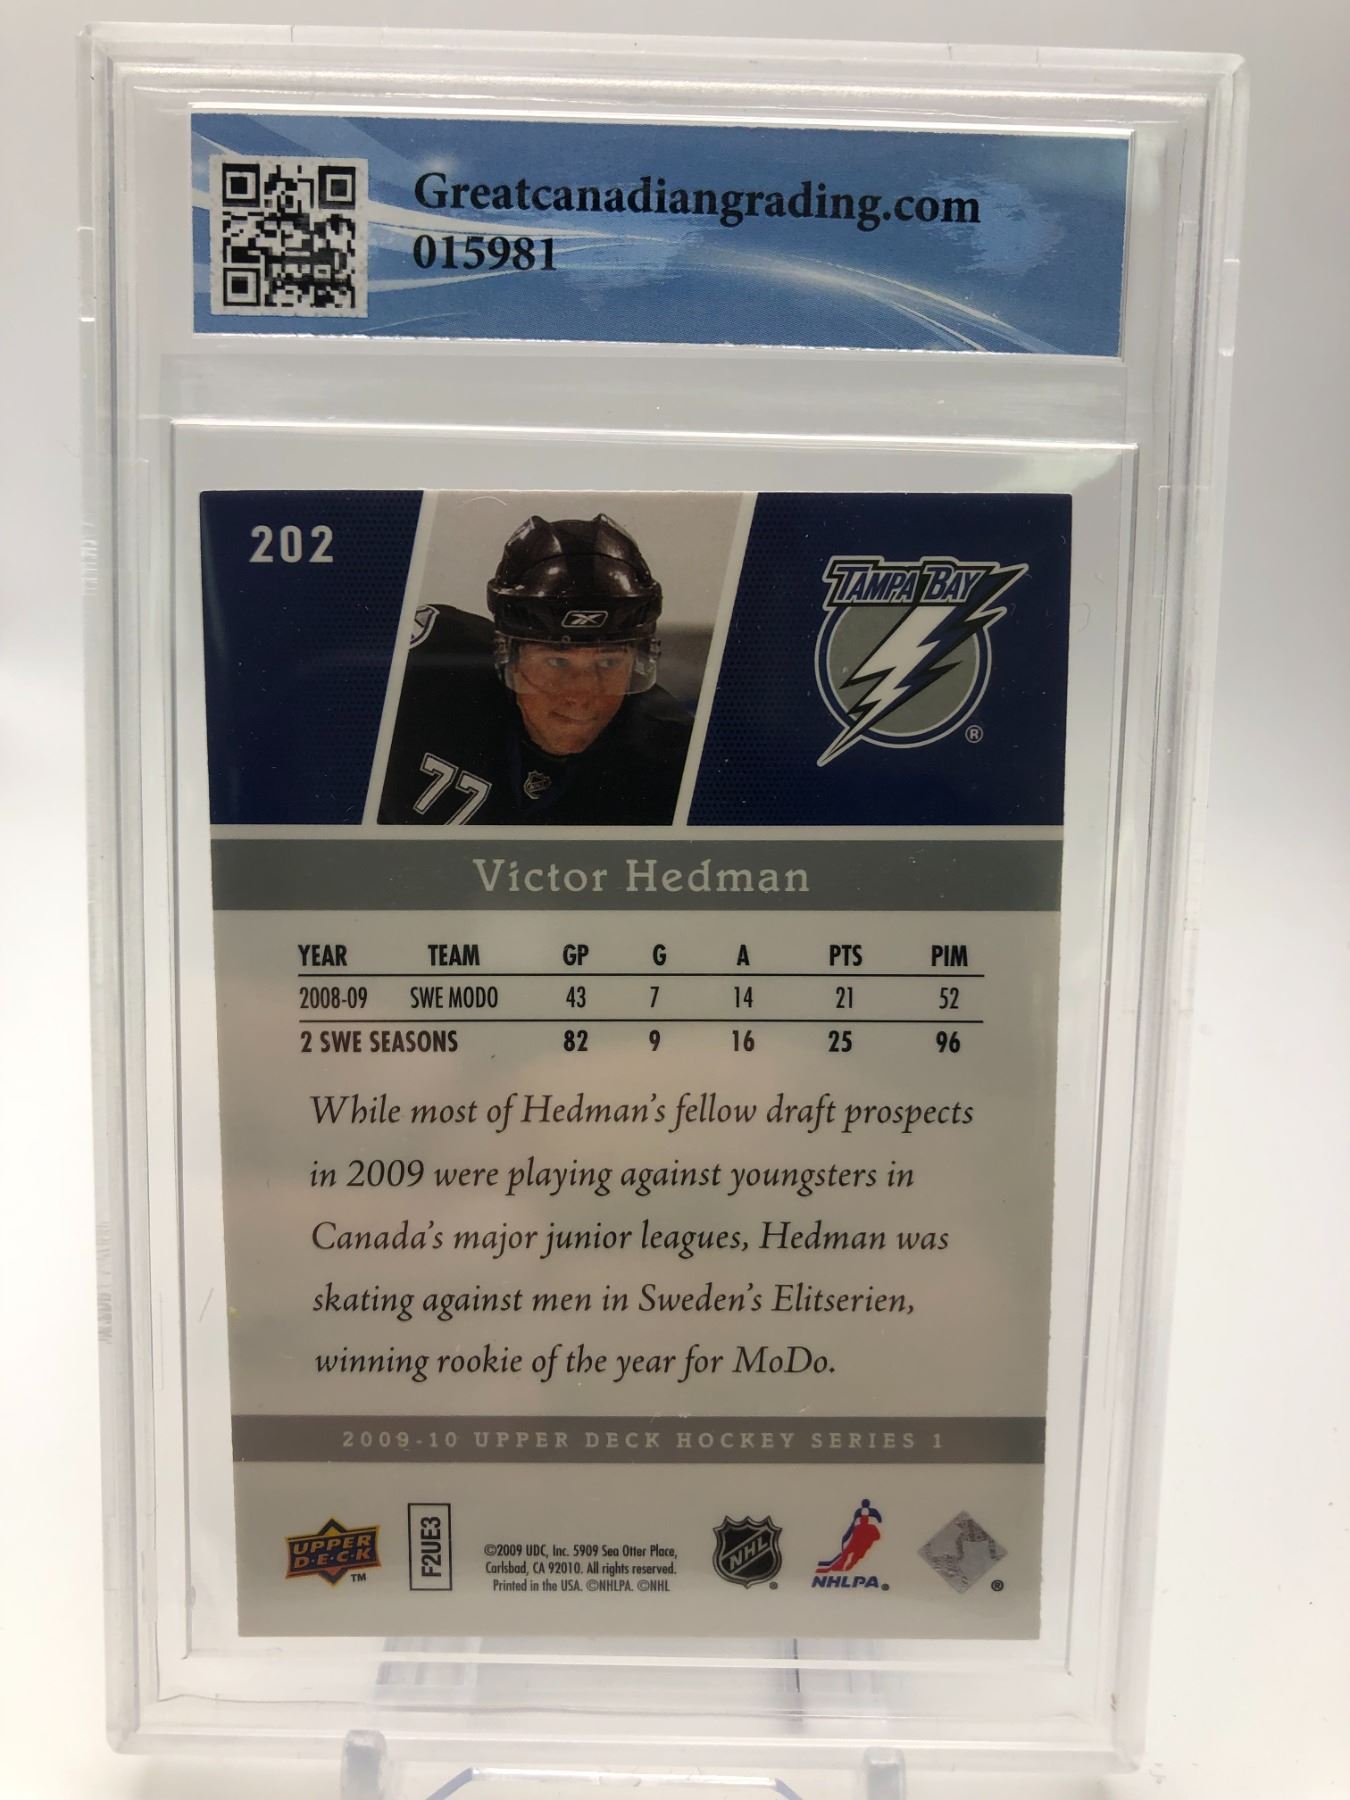 Greatcanadiangrading.com
015981
202
TAMPA BAY
®
77
Victor Hedman
YEAR TEAM GP G A PTS PIM
2008-09 SWE MODO 43 7 14 21 52
2 SWE SEASONS 82 9 16 25 96
While most of Hedman's fellow draft prospects
in 2009 were playing against youngsters in
Canada's major junior leagues, Hedman was
skating against men in Sweden's Elitserien,
winning rookie of the year for MoDo.
2009-10 UPPER DECK HOCKEY SERIES 1
UPPER
D·E·C·K
TM
F2UE3
©2009 UDC, Inc. 5909 Sea Otter Place,
Carlsbad, CA 92010. All rights reserved.
Printed in the USA. ©NHLPA. ©NHL
NHL
®
NHLPA®
®